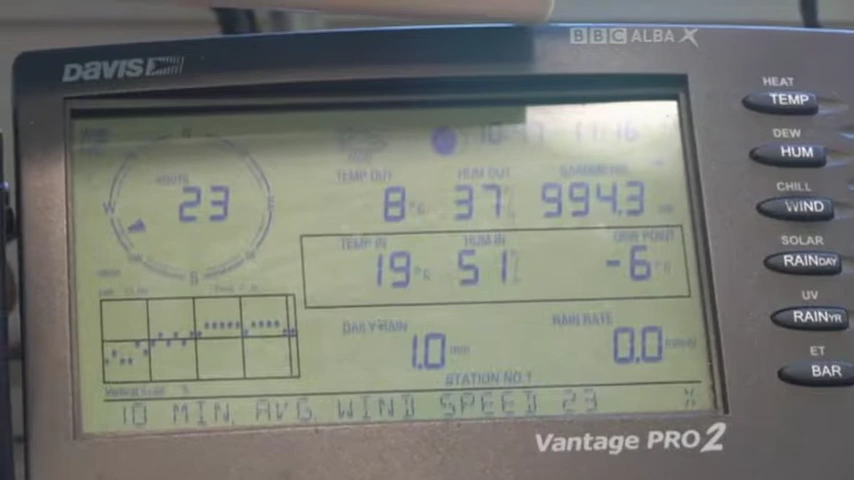 BBC ALBA
DAVIS
HEAT
TEMP
TEMP OUT HUM OUT BAROMETER
23 8 37 994.3
DEW
HUM
CHILL
WIND
TEMP IN HUM IN DEW POINT
19 51 -6
SOLAR
RAINDAY
DAILY RAIN RAIN RATE
1.0 mm 0.0
UV
RAINYR
STATION NO.1
ET
BAR
10 MIN. AVG. WIND SPEED 23
Vantage PRO2